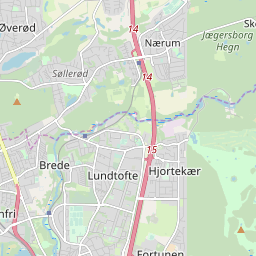 Øverød
14
Sk
Jægersborg
Hegn
Nærum
Søllerød
14
15
Brede
Hjortekær
Lundtofte
nfri
Fortunen